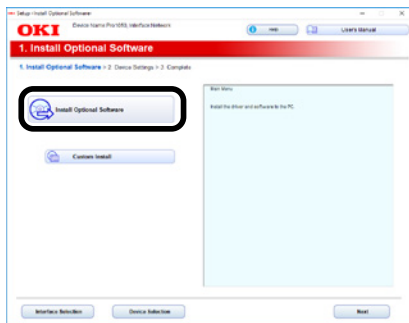 Setup - Install Optional Software
OKI
Device Name:Pro1050, Interface:Network
Help
User's Manual
1. Install Optional Software
1. Install Optional Software > 2. Device Settings > 3. Complete
Install Optional Software
Custom Install
Main Menu
Install the driver and software to the PC.
Interface Selection
Device Selection
Next